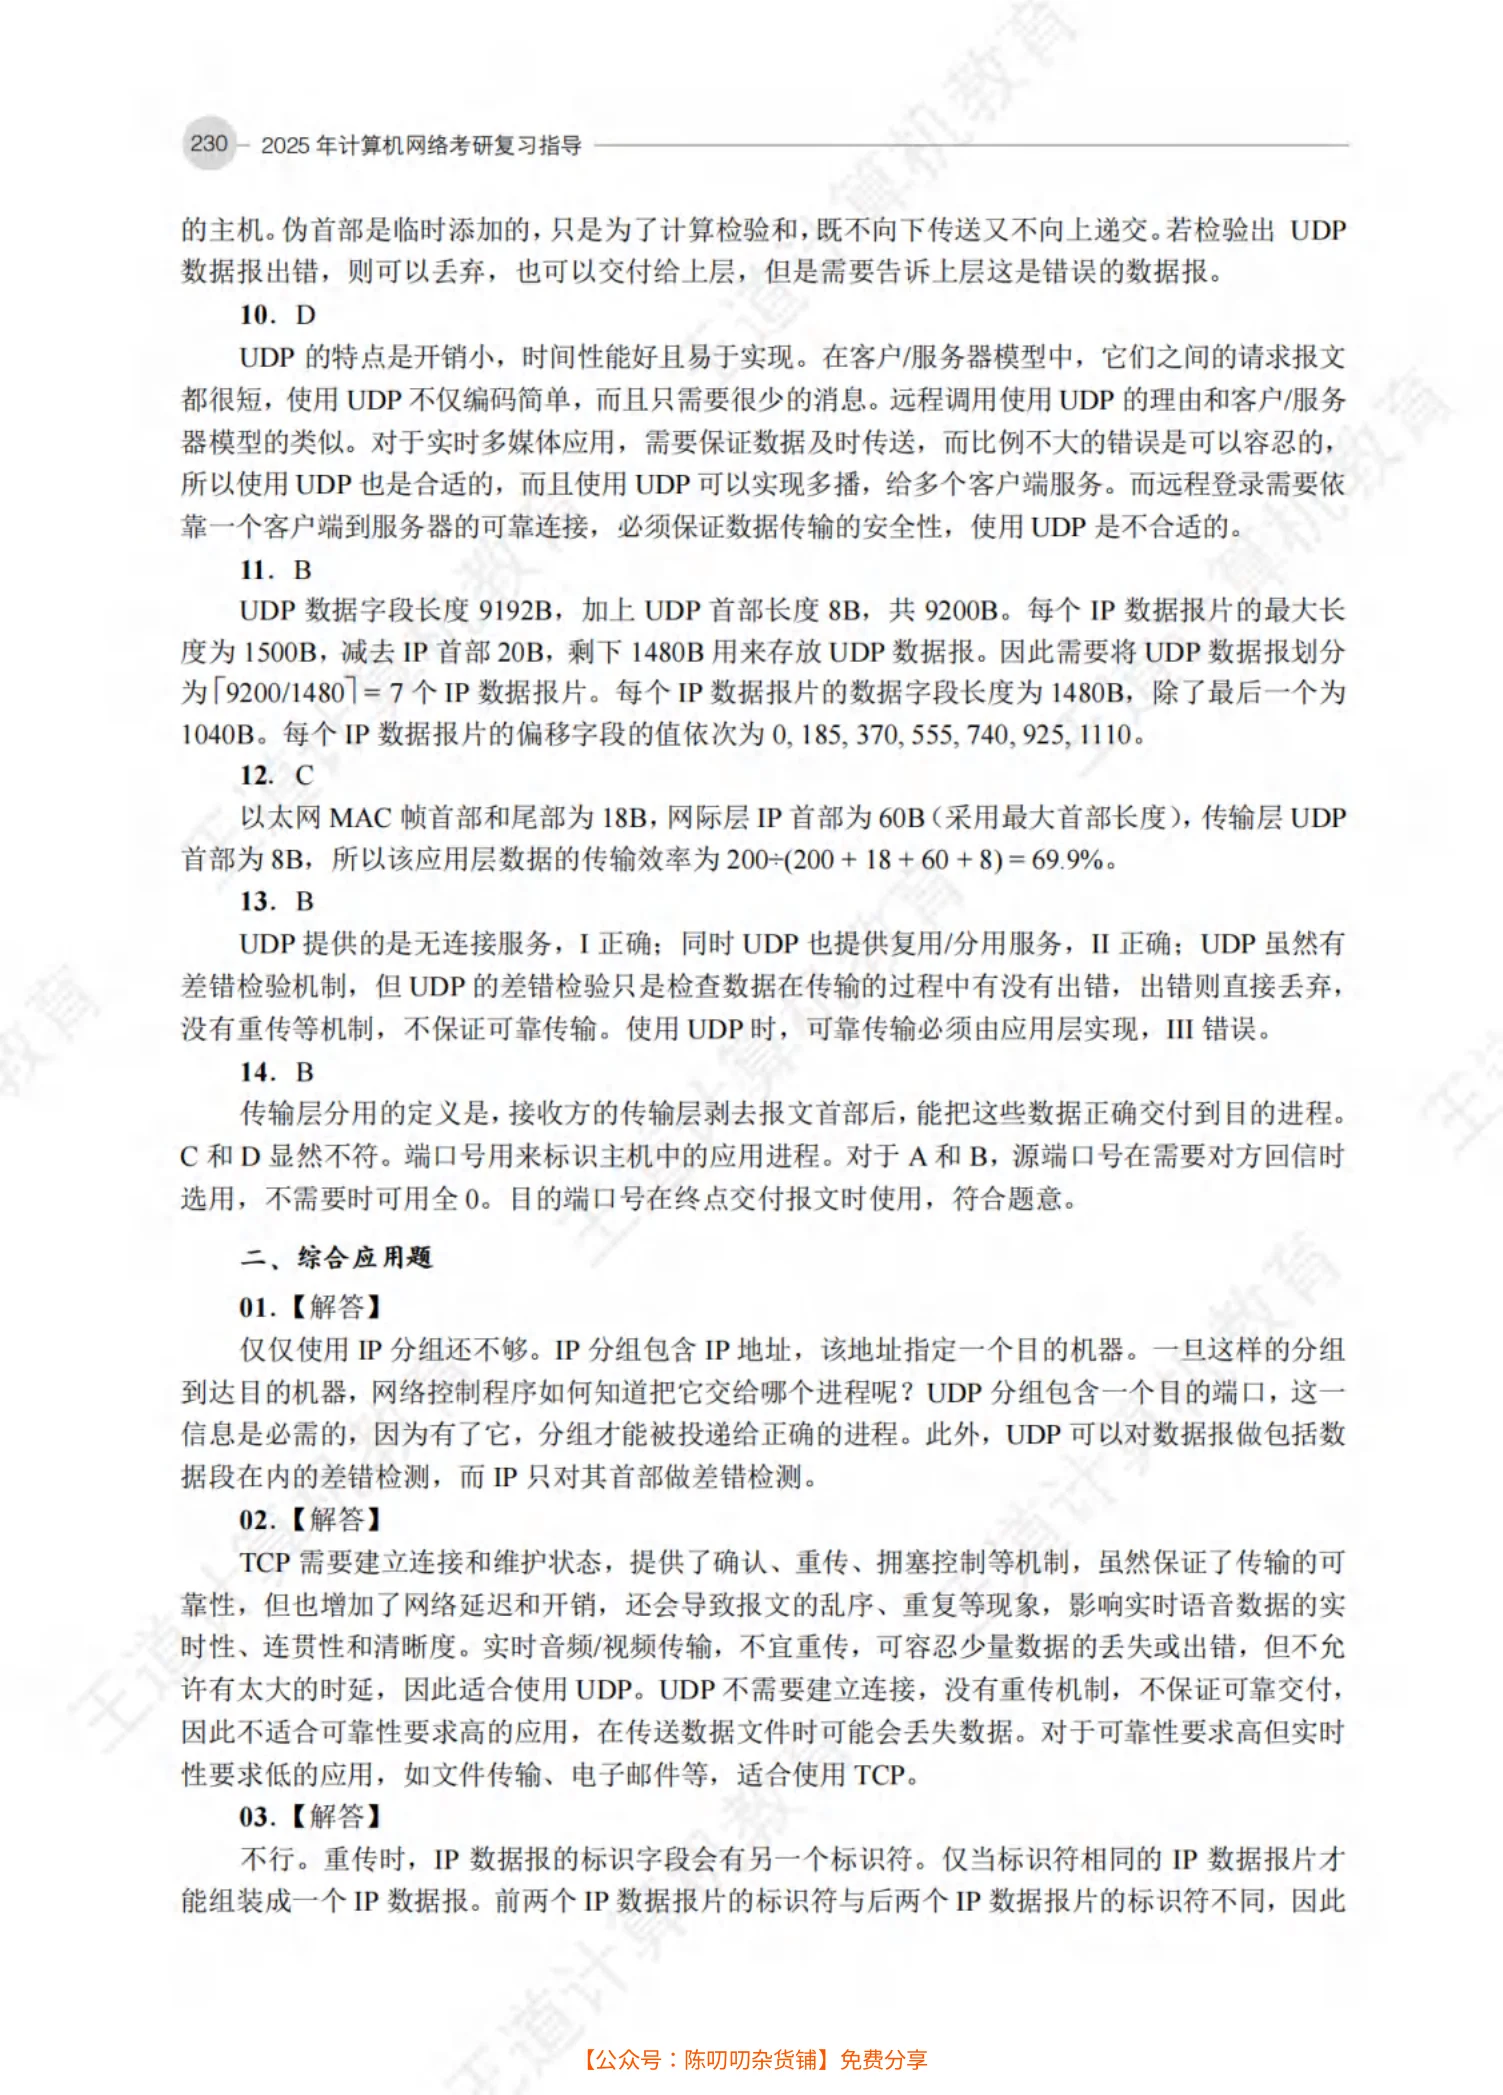 230 2025 年计算机网络考研复习指导
的主机。伪首部是临时添加的，只是为了计算检验和，既不向下传送又不向上递交。若检验出 UDP
数据报出错，则可以丢弃，也可以交付给上层，但是需要告诉上层这是错误的数据报。
10. D
UDP 的特点是开销小，时间性能好且易于实现。在客户/服务器模型中，它们之间的请求报文
都很短，使用 UDP 不仅编码简单，而且只需要很少的消息。远程调用使用 UDP 的理由和客户/服务
器模型的类似。对于实时多媒体应用，需要保证数据及时传送，而比例不大的错误是可以容忍的，
所以使用 UDP 也是合适的，而且使用 UDP 可以实现多播，给多个客户端服务。而远程登录需要依
靠一个客户端到服务器的可靠连接，必须保证数据传输的安全性，使用 UDP 是不合适的。
11. B
UDP 数据字段长度 9192B，加上 UDP 首部长度 8B，共 9200B。每个 IP 数据报片的最大长
度为 1500B，减去 IP 首部 20B，剩下 1480B 用来存放 UDP 数据报。因此需要将 UDP 数据报划分
为⌈9200/1480⌉ = 7 个 IP 数据报片。每个 IP 数据报片的数据字段长度为 1480B，除了最后一个为
1040B。每个 IP 数据报片的偏移字段的值依次为 0, 185, 370, 555, 740, 925, 1110。
12. C
以太网 MAC 帧首部和尾部为 18B，网际层 IP 首部为 60B（采用最大首部长度），传输层 UDP
首部为 8B，所以该应用层数据的传输效率为 200÷(200 + 18 + 60 + 8) = 69.9%。
13. B
UDP 提供的是无连接服务，I 正确；同时 UDP 也提供复用/分用服务，II 正确；UDP 虽然有
差错检验机制，但 UDP 的差错检验只是检查数据在传输的过程中有没有出错，出错则直接丢弃，
没有重传等机制，不保证可靠传输。使用 UDP 时，可靠传输必须由应用层实现，III 错误。
14. B
传输层分用的定义是，接收方的传输层剥去报文首部后，能把这些数据正确交付到目的进程。
C 和 D 显然不符。端口号用来标识主机中的应用进程。对于 A 和 B，源端口号在需要对方回信时
选用，不需要时可用全 0。目的端口号在终点交付报文时使用，符合题意。
二、综合应用题
01.【解答】
仅仅使用 IP 分组还不够。IP 分组包含 IP 地址，该地址指定一个目的机器。一旦这样的分组
到达目的机器，网络控制程序如何知道把它交给哪个进程呢？UDP 分组包含一个目的端口，这一
信息是必需的，因为有了它，分组才能被投递给正确的进程。此外，UDP 可以对数据报做包括数
据段在内的差错检测，而 IP 只对其首部做差错检测。
02.【解答】
TCP 需要建立连接和维护状态，提供了确认、重传、拥塞控制等机制，虽然保证了传输的可
靠性，但也增加了网络延迟和开销，还会导致报文的乱序、重复等现象，影响实时语音数据的实
时性、连贯性和清晰度。实时音频/视频传输，不宜重传，可容忍少量数据的丢失或出错，但不允
许有太大的时延，因此适合使用 UDP。UDP 不需要建立连接，没有重传机制，不保证可靠交付，
因此不适合可靠性要求高的应用，在传送数据文件时可能会丢失数据。对于可靠性要求高但实时
性要求低的应用，如文件传输、电子邮件等，适合使用 TCP。
03.【解答】
不行。重传时，IP 数据报的标识字段会有另一个标识符。仅当标识符相同的 IP 数据报片才
能组装成一个 IP 数据报。前两个 IP 数据报片的标识符与后两个 IP 数据报片的标识符不同，因此
【公众号：陈叨叨杂货铺】免费分享
王道计算机教育
王道计算机教育
王道计算机教育
王道计算机教育
王道计算机教育
王道计算机教育
王道计算机教育
教育
王道